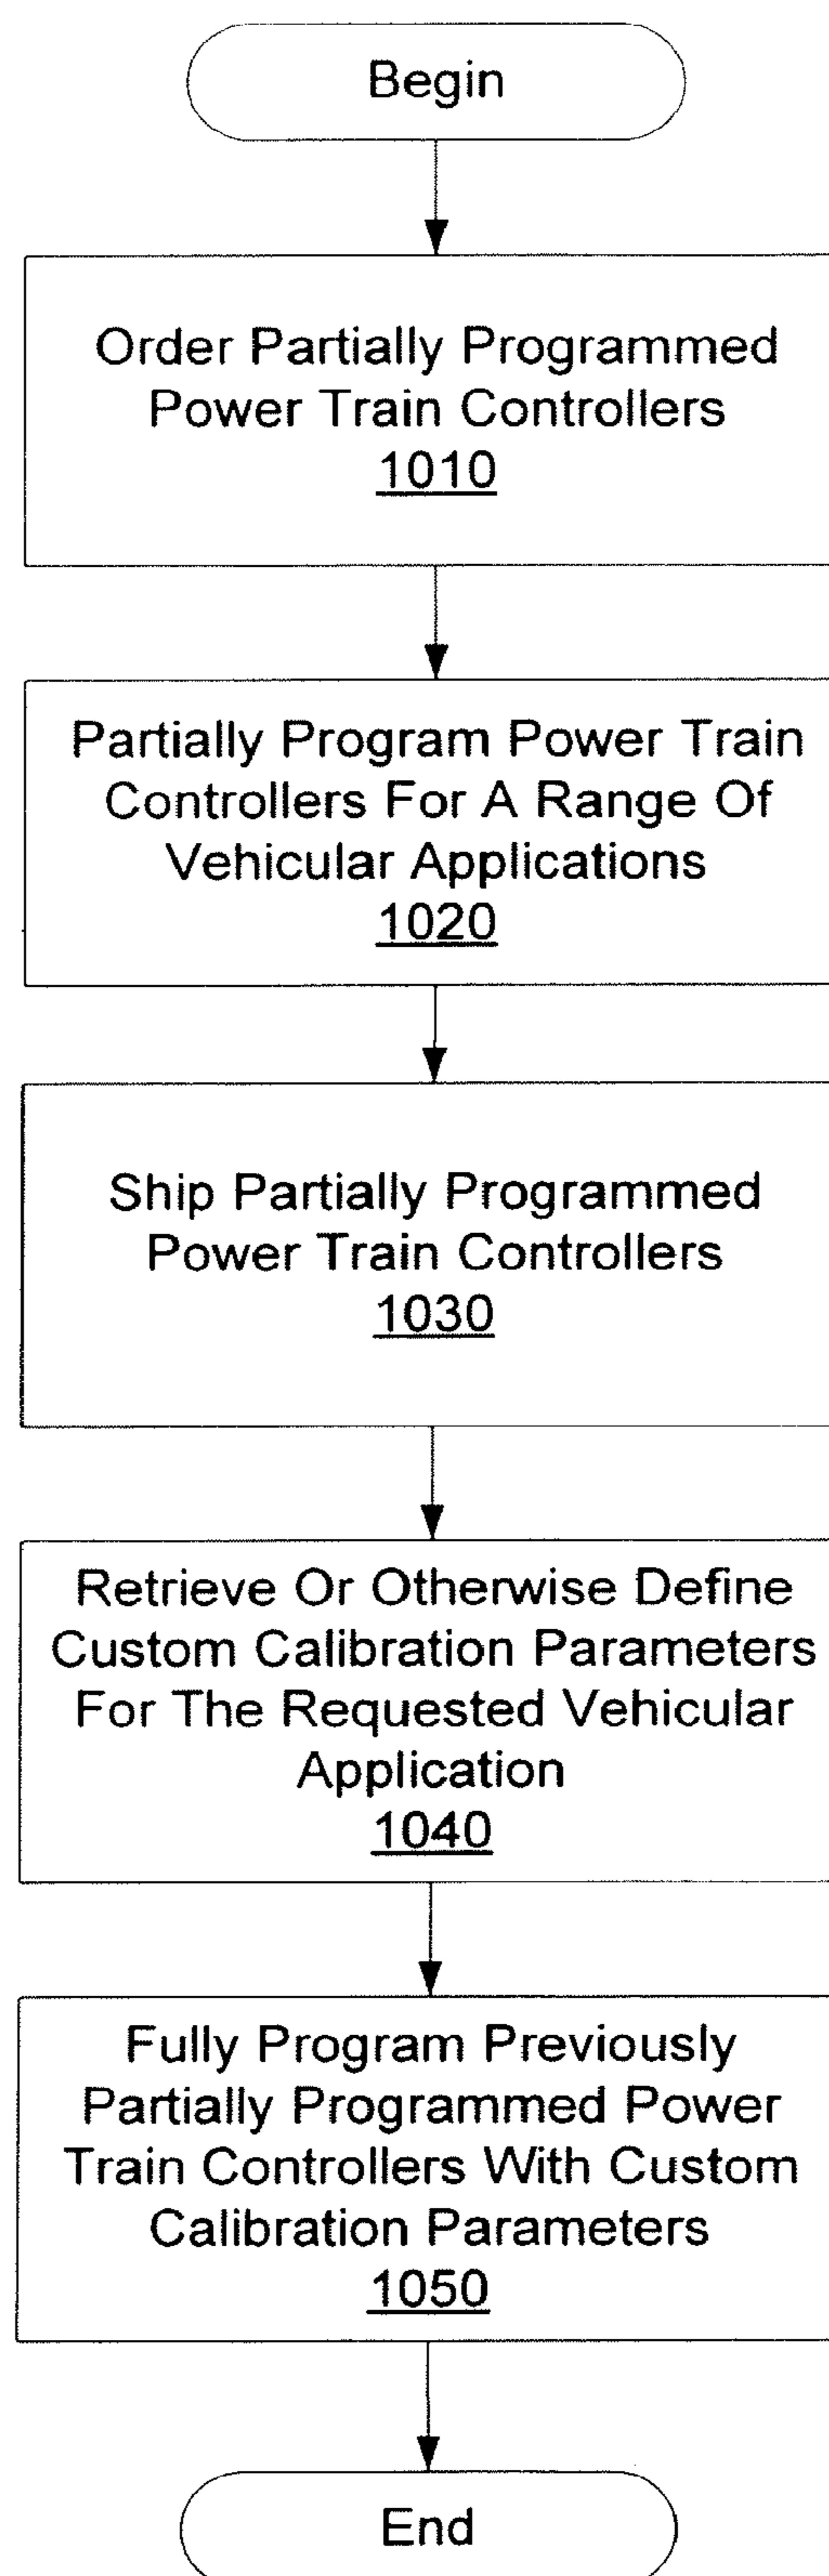 Begin
Order Partially Programmed
Power Train Controllers
1010
Partially Program Power Train
Controllers For A Range Of
Vehicular Applications
1020
Ship Partially Programmed
Power Train Controllers
1030
Retrieve Or Otherwise Define
Custom Calibration Parameters
For The Requested Vehicular
Application
1040
Fully Program Previously
Partially Programmed Power
Train Controllers With Custom
Calibration Parameters
1050
End